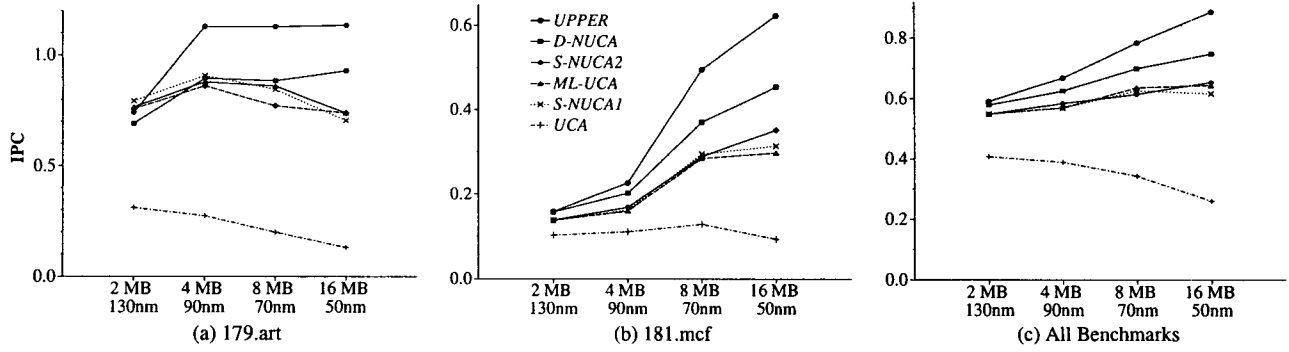 IPC
1.0
0.5
0.0
2 MB 4 MB 8 MB 16 MB
130nm 90nm 70nm 50nm
(a) 179.art
0.6
0.4
0.2
0.0
UPPER
D-NUCA
S-NUCA2
ML-UCA
S-NUCA1
UCA
2 MB 4 MB 8 MB 16 MB
130nm 90nm 70nm 50nm
(b) 181.mcf
0.8
0.6
0.4
0.2
0.0
2 MB 4 MB 8 MB 16 MB
130nm 90nm 70nm 50nm
(c) All Benchmarks